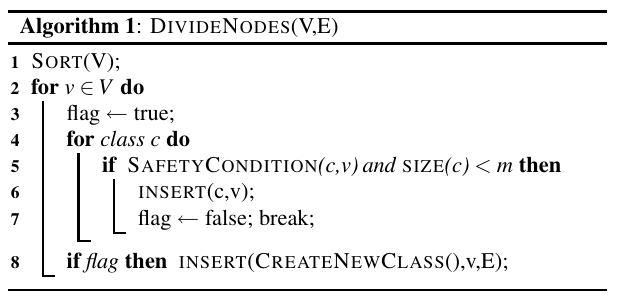 Algorithm 1: DIVIDENODES(V,E)
1 SORT(V);
2 for v ∈ V do
3 flag ← true;
4 for class c do
5 if SAFETYCONDITION(c,v) and SIZE(c) < m then
6 INSERT(c,v);
7 flag ← false; break;
8 if flag then INSERT(CREATENEWCLASS(),v,E);